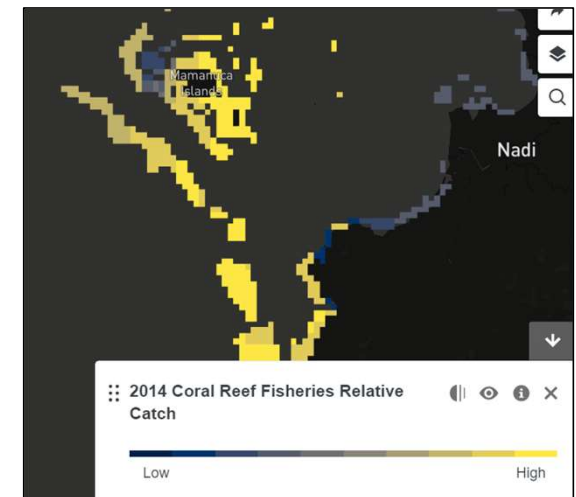 Mamanuca
Islands
Nadi
2014 Coral Reef Fisheries Relative
Catch
Low
High